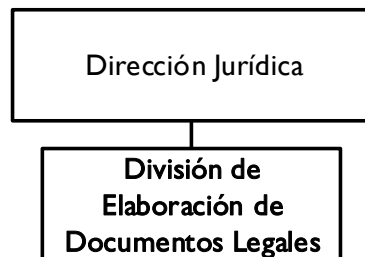 Dirección Jurídica
División de
Elaboración de
Documentos Legales